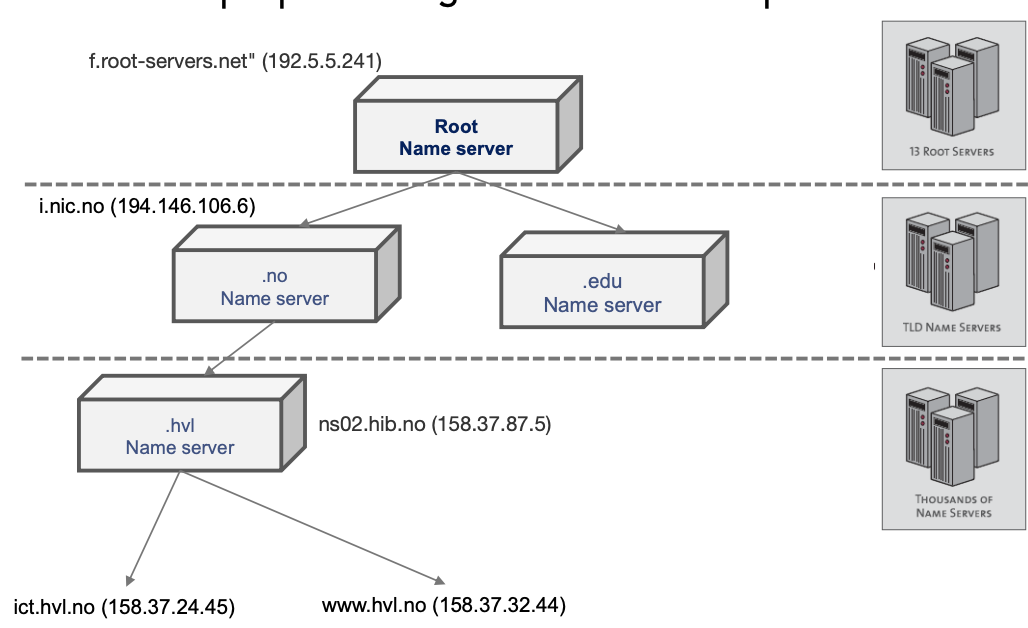 f.root-servers.net" (192.5.5.241)
Root
Name server
13 Root Servers
i.nic.no (194.146.106.6)
.no
Name server
.edu
Name server
TLD Name Servers
.hvl
Name server
ns02.hib.no (158.37.87.5)
Thousands of
Name Servers
ict.hvl.no (158.37.24.45)
www.hvl.no (158.37.32.44)